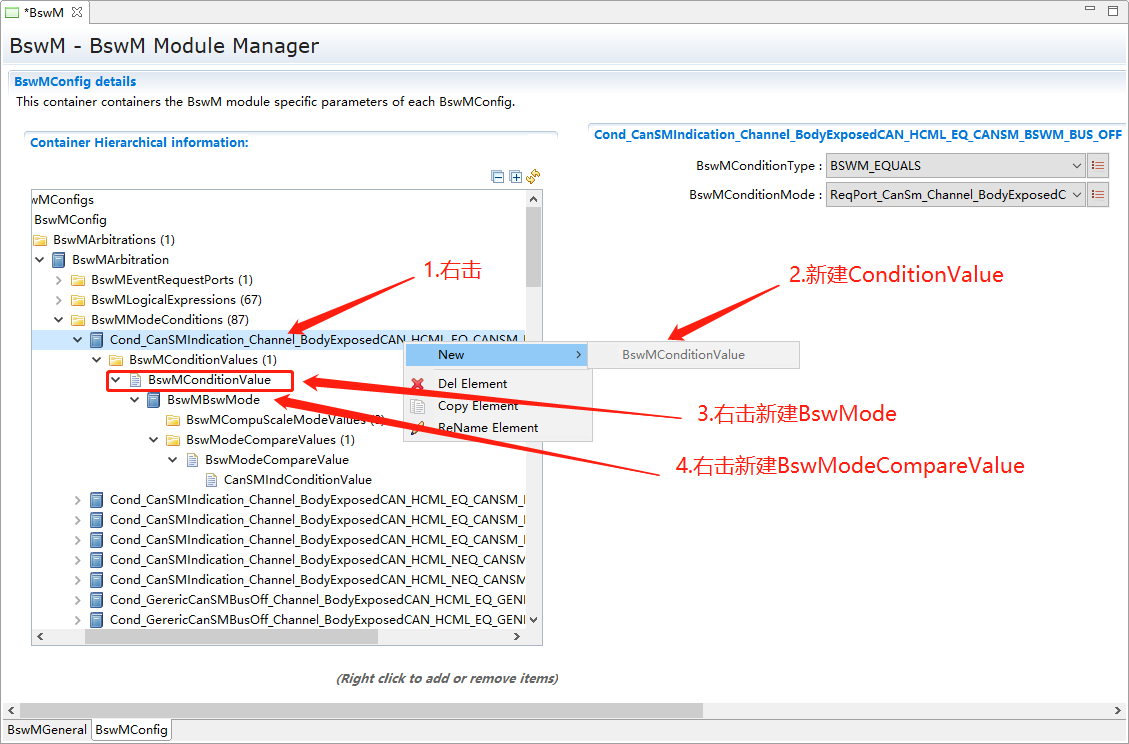 *BswM
BswM - BswM Module Manager
BswMConfig details
This container containers the BswM module specific parameters of each BswMConfig.
Container Hierarchical information:
wMConfigs
BswMConfig
BswMArbitrations (1)
BswMArbitration
BswMEventRequestPorts (1)
BswMLogicalExpressions (67)
BswMModeConditions (87)
Cond_CanSMIndication_Channel_BodyExposedCAN_HCML_EQ_CANSM_
BswMConditionValues (1)
BswMConditionValue
BswMBswMode
BswMCompuScaleModeValues
BswModeCompareValues (1)
BswModeCompareValue
CanSMIndConditionValue
Cond_CanSMIndication_Channel_BodyExposedCAN_HCML_EQ_CANSM_
Cond_CanSMIndication_Channel_BodyExposedCAN_HCML_EQ_CANSM_
Cond_CanSMIndication_Channel_BodyExposedCAN_HCML_EQ_CANSM_
Cond_CanSMIndication_Channel_BodyExposedCAN_HCML_NEQ_CANSM
Cond_CanSMIndication_Channel_BodyExposedCAN_HCML_NEQ_CANSM
Cond_GerericCanSMBusOff_Channel_BodyExposedCAN_HCML_EQ_GENI
Cond_GerericCanSMBusOff_Channel_BodyExposedCAN_HCML_EQ_GENI
New
BswMConditionValue
Del Element
Copy Element
ReName Element
1.右击
2.新建ConditionValue
3.右击新建BswMode
4.右击新建BswModeCompareValue
Cond_CanSMIndication_Channel_BodyExposedCAN_HCML_EQ_CANSM_BSWM_BUS_OFF
BswMConditionType : BSWM_EQUALS
BswMConditionMode : ReqPort_CanSm_Channel_BodyExposedC
(Right click to add or remove items)
BswMGeneral BswMConfig